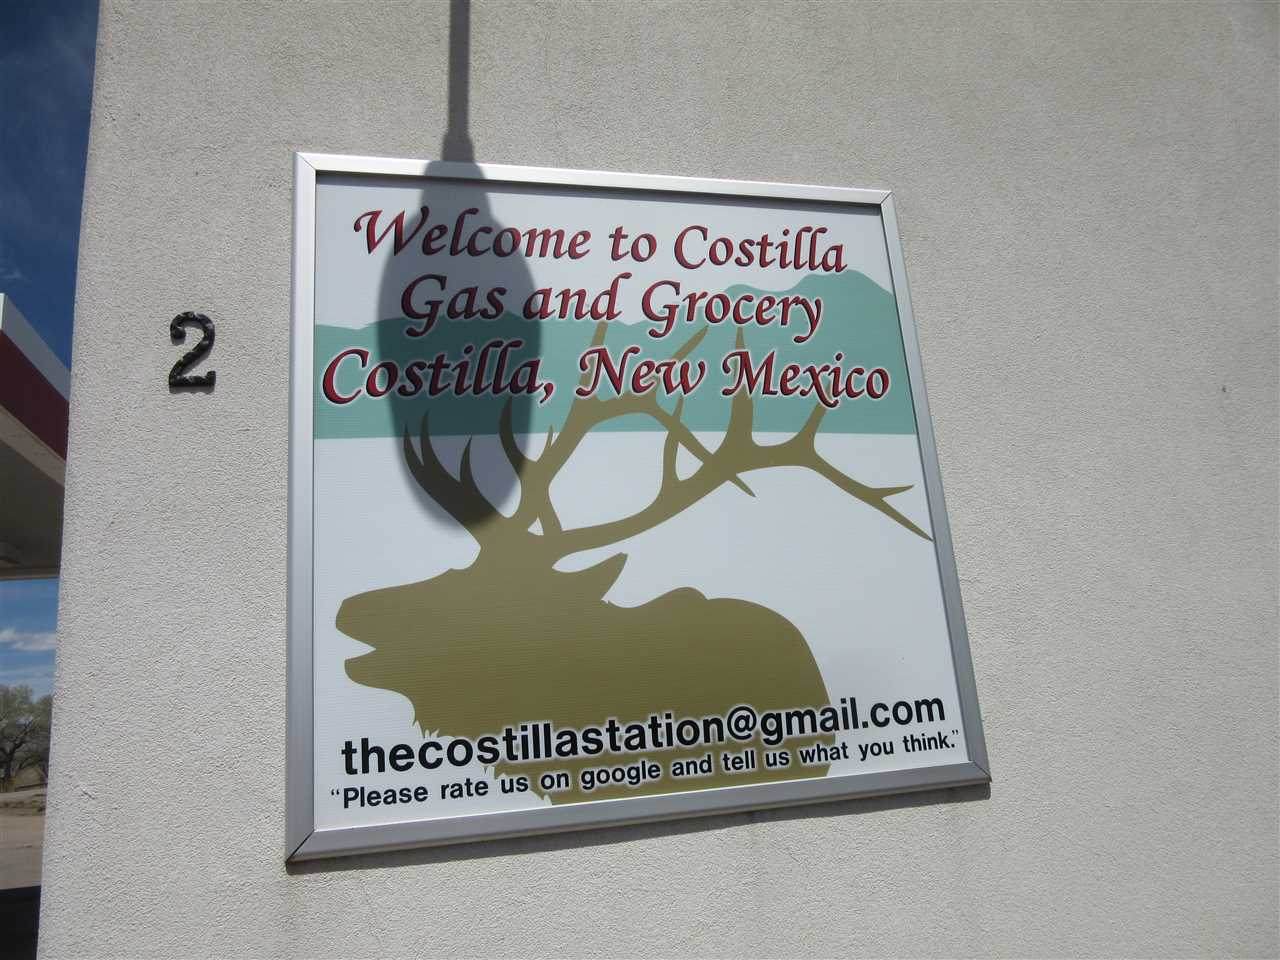 2
Welcome to Costilla
Gas and Grocery
Costilla, New Mexico
thecostillastation@gmail.com
“Please rate us on google and tell us what you think.”